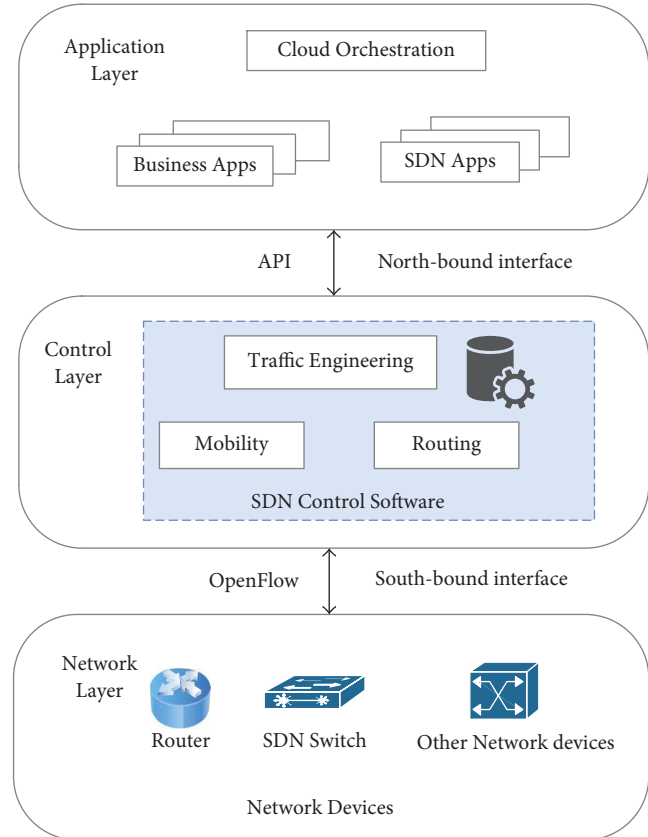 Application
Layer
Cloud Orchestration
Business Apps
SDN Apps
API
North-bound interface
Control
Layer
Traffic Engineering
Mobility
Routing
SDN Control Software
OpenFlow
South-bound interface
Network
Layer
Router
SDN Switch
Other Network devices
Network Devices